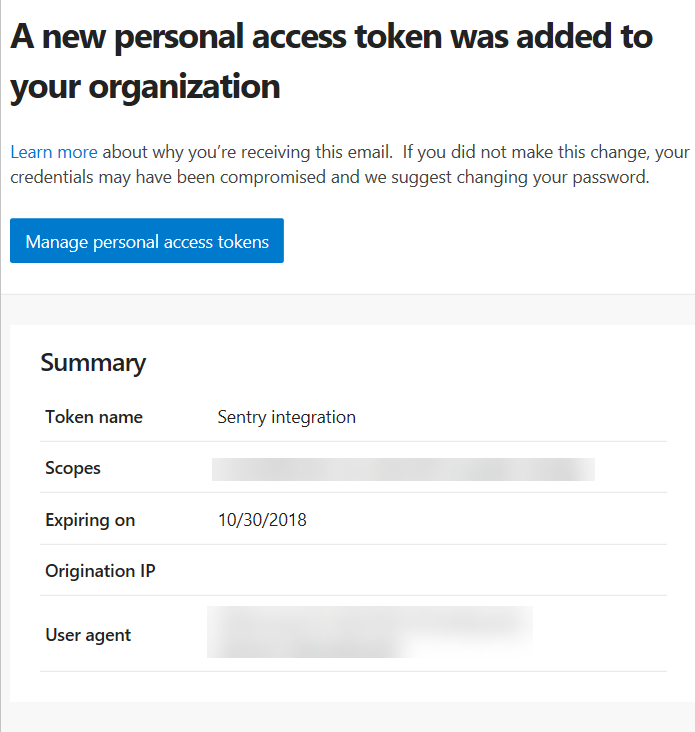 A new personal access token was added to
your organization
Learn more about why you’re receiving this email.  If you did not make this change, your
credentials may have been compromised and we suggest changing your password.
Manage personal access tokens
Summary
Token name Sentry integration
Scopes
Expiring on 10/30/2018
Origination IP
User agent